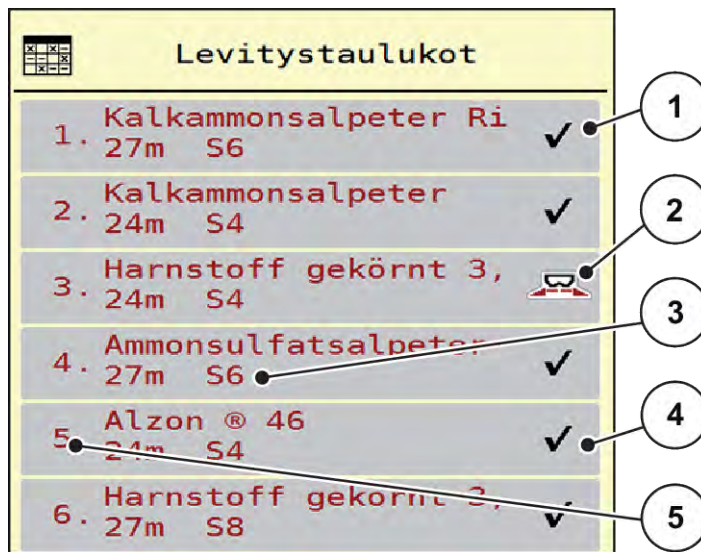 Levitystaulukot
1. Kalkammonsalpeter Ri
27m S6
2. Kalkammonsalpeter
24m S4
3. Harnstoff gekörnt 3,
24m S4
4. Ammonsulfatsalpeter
27m S6
5. Alzon ® 46
24m S4
6. Harnstoff gekörnt 3,
27m S8
1
2
3
4
5